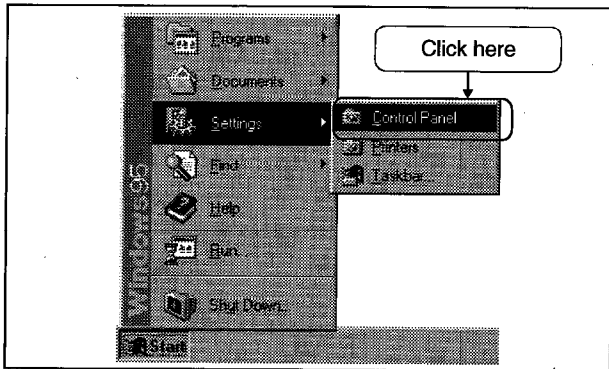 Programs
Documents
Settings
Find
Help
Run...
Shut Down...
Start
Windows95
Click here
Control Panel
Printers
Taskbar...